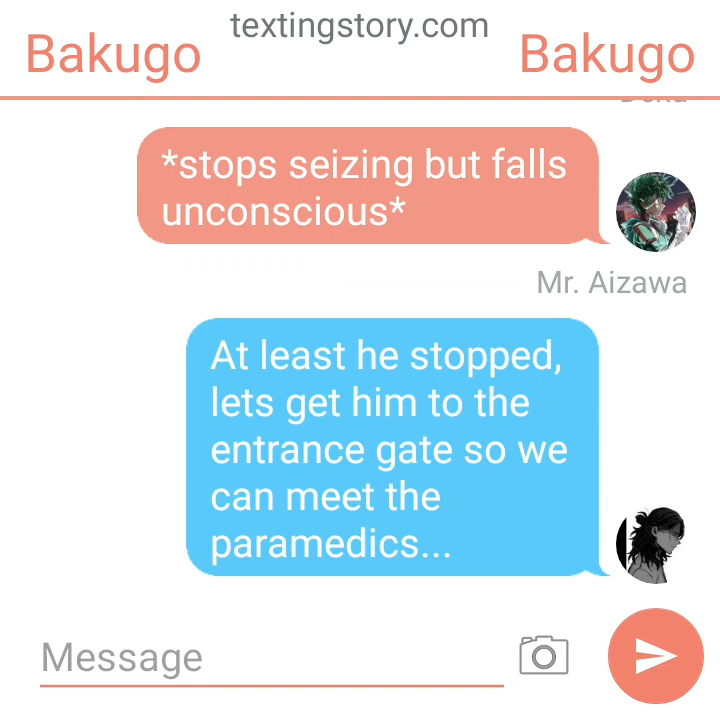 textingstory.com
Bakugo
Bakugo
*stops seizing but falls
unconscious*
Mr. Aizawa
At least he stopped,
lets get him to the
entrance gate so we
can meet the
paramedics...
Message